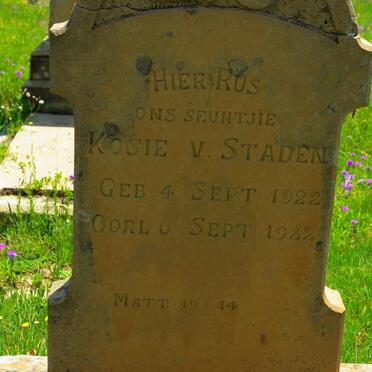 HIER RUS
ONS SEUNTJIE
KOSIE V. STADEN
GEB 4 SEPT 1922
OORL 6 SEPT 1922
MATT 19 14